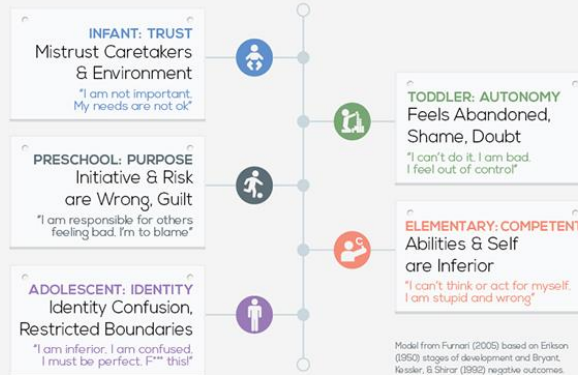 INFANT: TRUST
Mistrust Caretakers
& Environment
"I am not important.
My needs are not ok"
TODDLER: AUTONOMY
Feels Abandoned,
Shame, Doubt
"I can't do it. I am bad.
I feel out of control"
PRESCHOOL: PURPOSE
Initiative & Risk
are Wrong, Guilt
"I am responsible for others
feeling bad. I'm to blame"
ELEMENTARY: COMPETENT
Abilities & Self
are Inferior
"I can't think or act for myself.
I am stupid and wrong"
ADOLESCENT: IDENTITY
Identity Confusion,
Restricted Boundaries
"I am inferior. I am confused.
I must be perfect. F*** this!"
Model from Furnari (2005) based on Erikson
(1950) stages of development and Bryant,
Kessler, & Shirar (1992) negative outcomes.